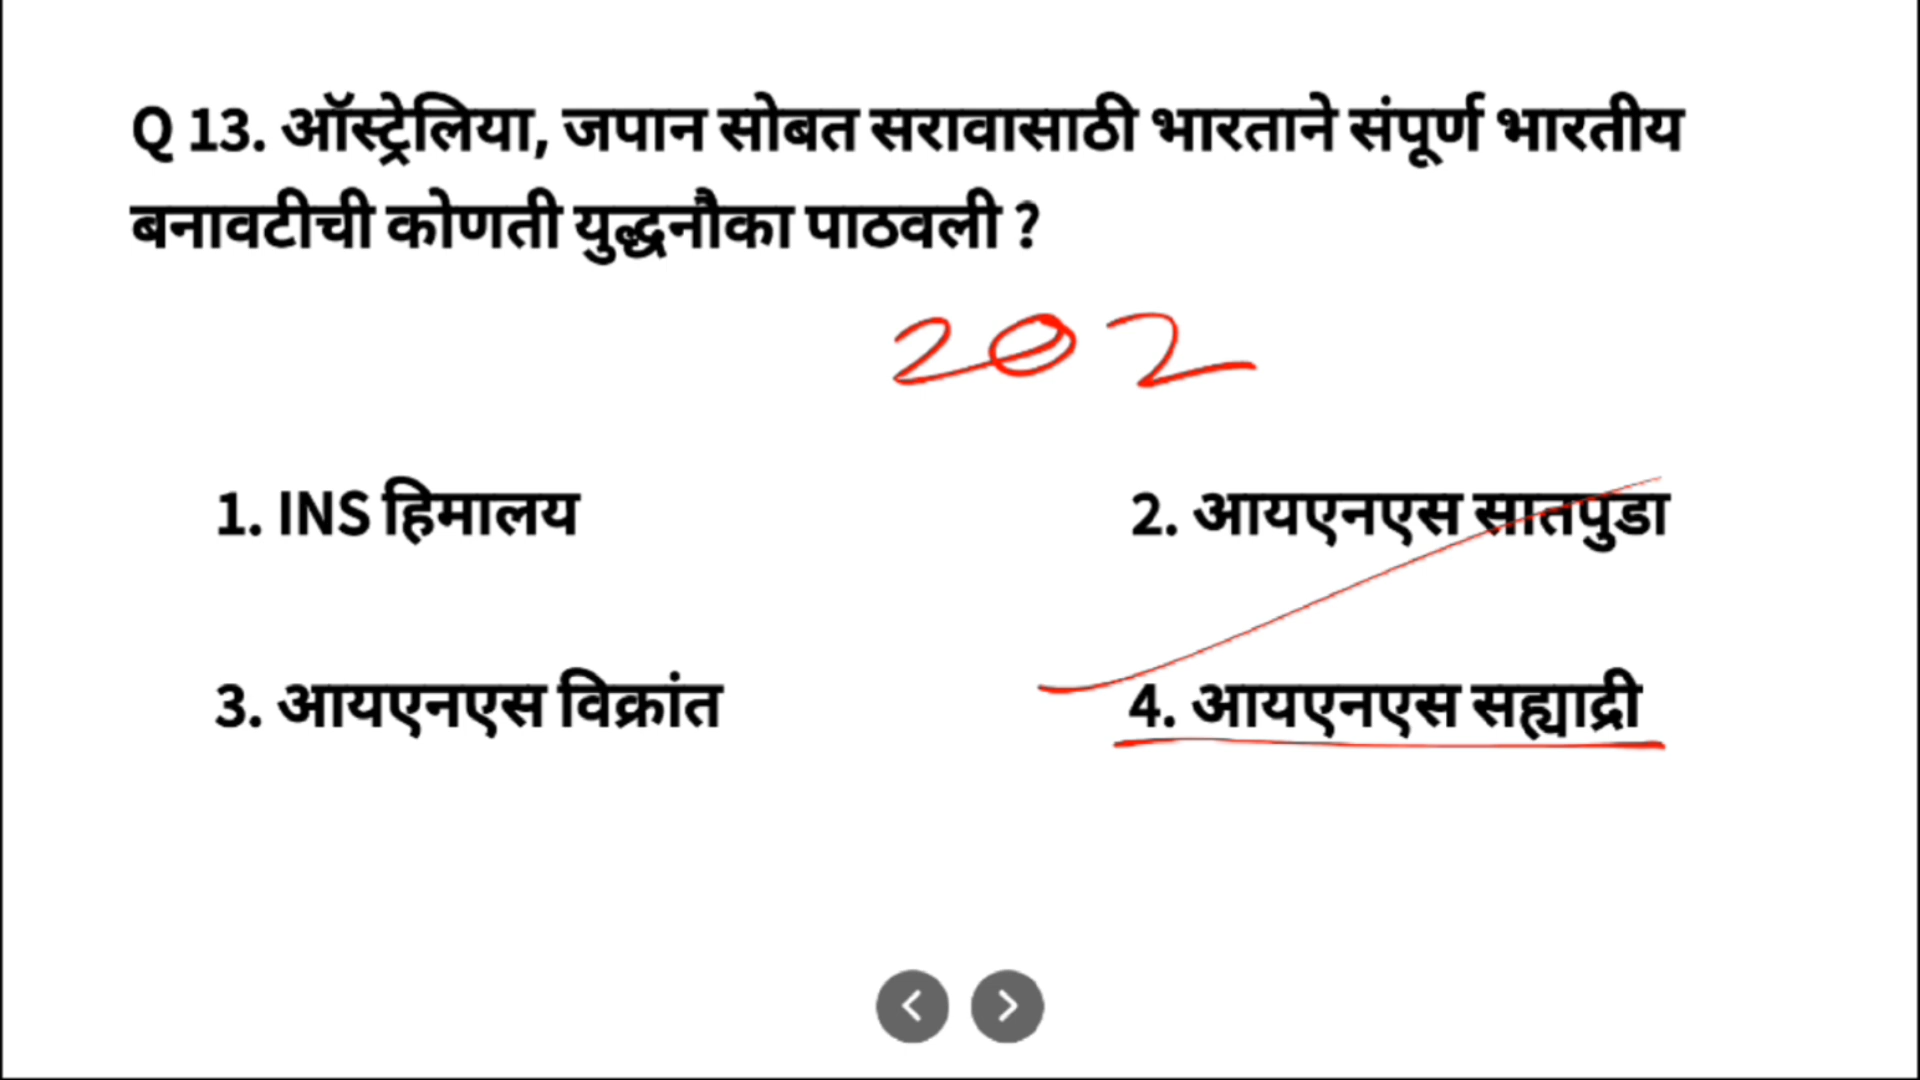 Q 13. ऑस्ट्रेलिया, जपान सोबत सरावासाठी भारताने संपूर्ण भारतीय
बनावटीची कोणती युद्धनौका पाठवली ?
202
1. INS हिमालय
2. आयएनएस सातपुडा
3. आयएनएस विक्रांत
4. आयएनएस सह्याद्री